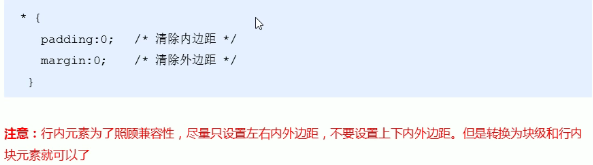 * {
padding:0; /* 清除内边距 */
margin:0; /* 清除外边距 */
}
注意：行内元素为了照顾兼容性，尽量只设置左右内外边距，不要设置上下内外边距。但是转换为块级和行内
块元素就可以了